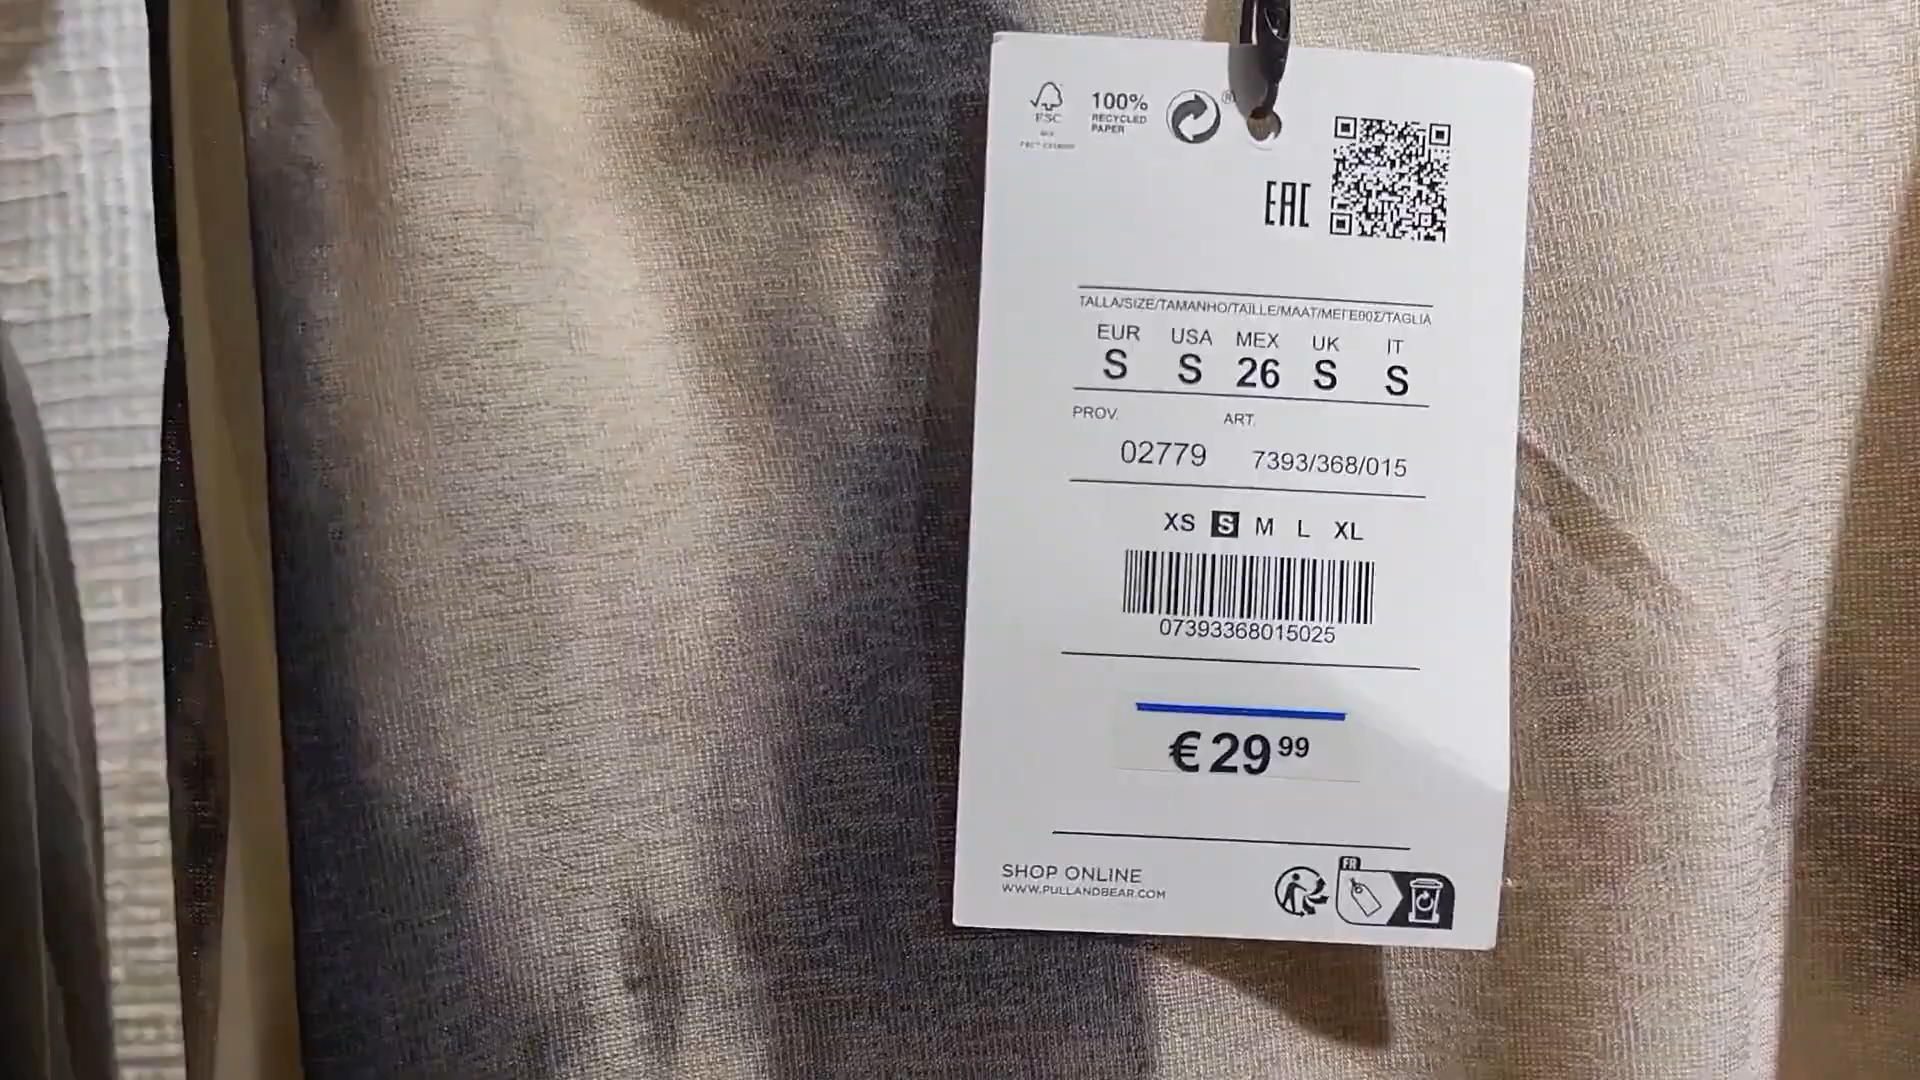 FSC
100%
RECYCLED
PAPER
®
EAC
TALLA/SIZE/TAMANHO/TAILLE/MAAT/ΜΕΓΕΘΟΣ/TAGLIA
EUR USA MEX UK IT
S S 26 S S
PROV. ART.
02779 7393/368/015
XS S M L XL
07393368015025
€29 99
SHOP ONLINE
WWW.PULLANDBEAR.COM
FR